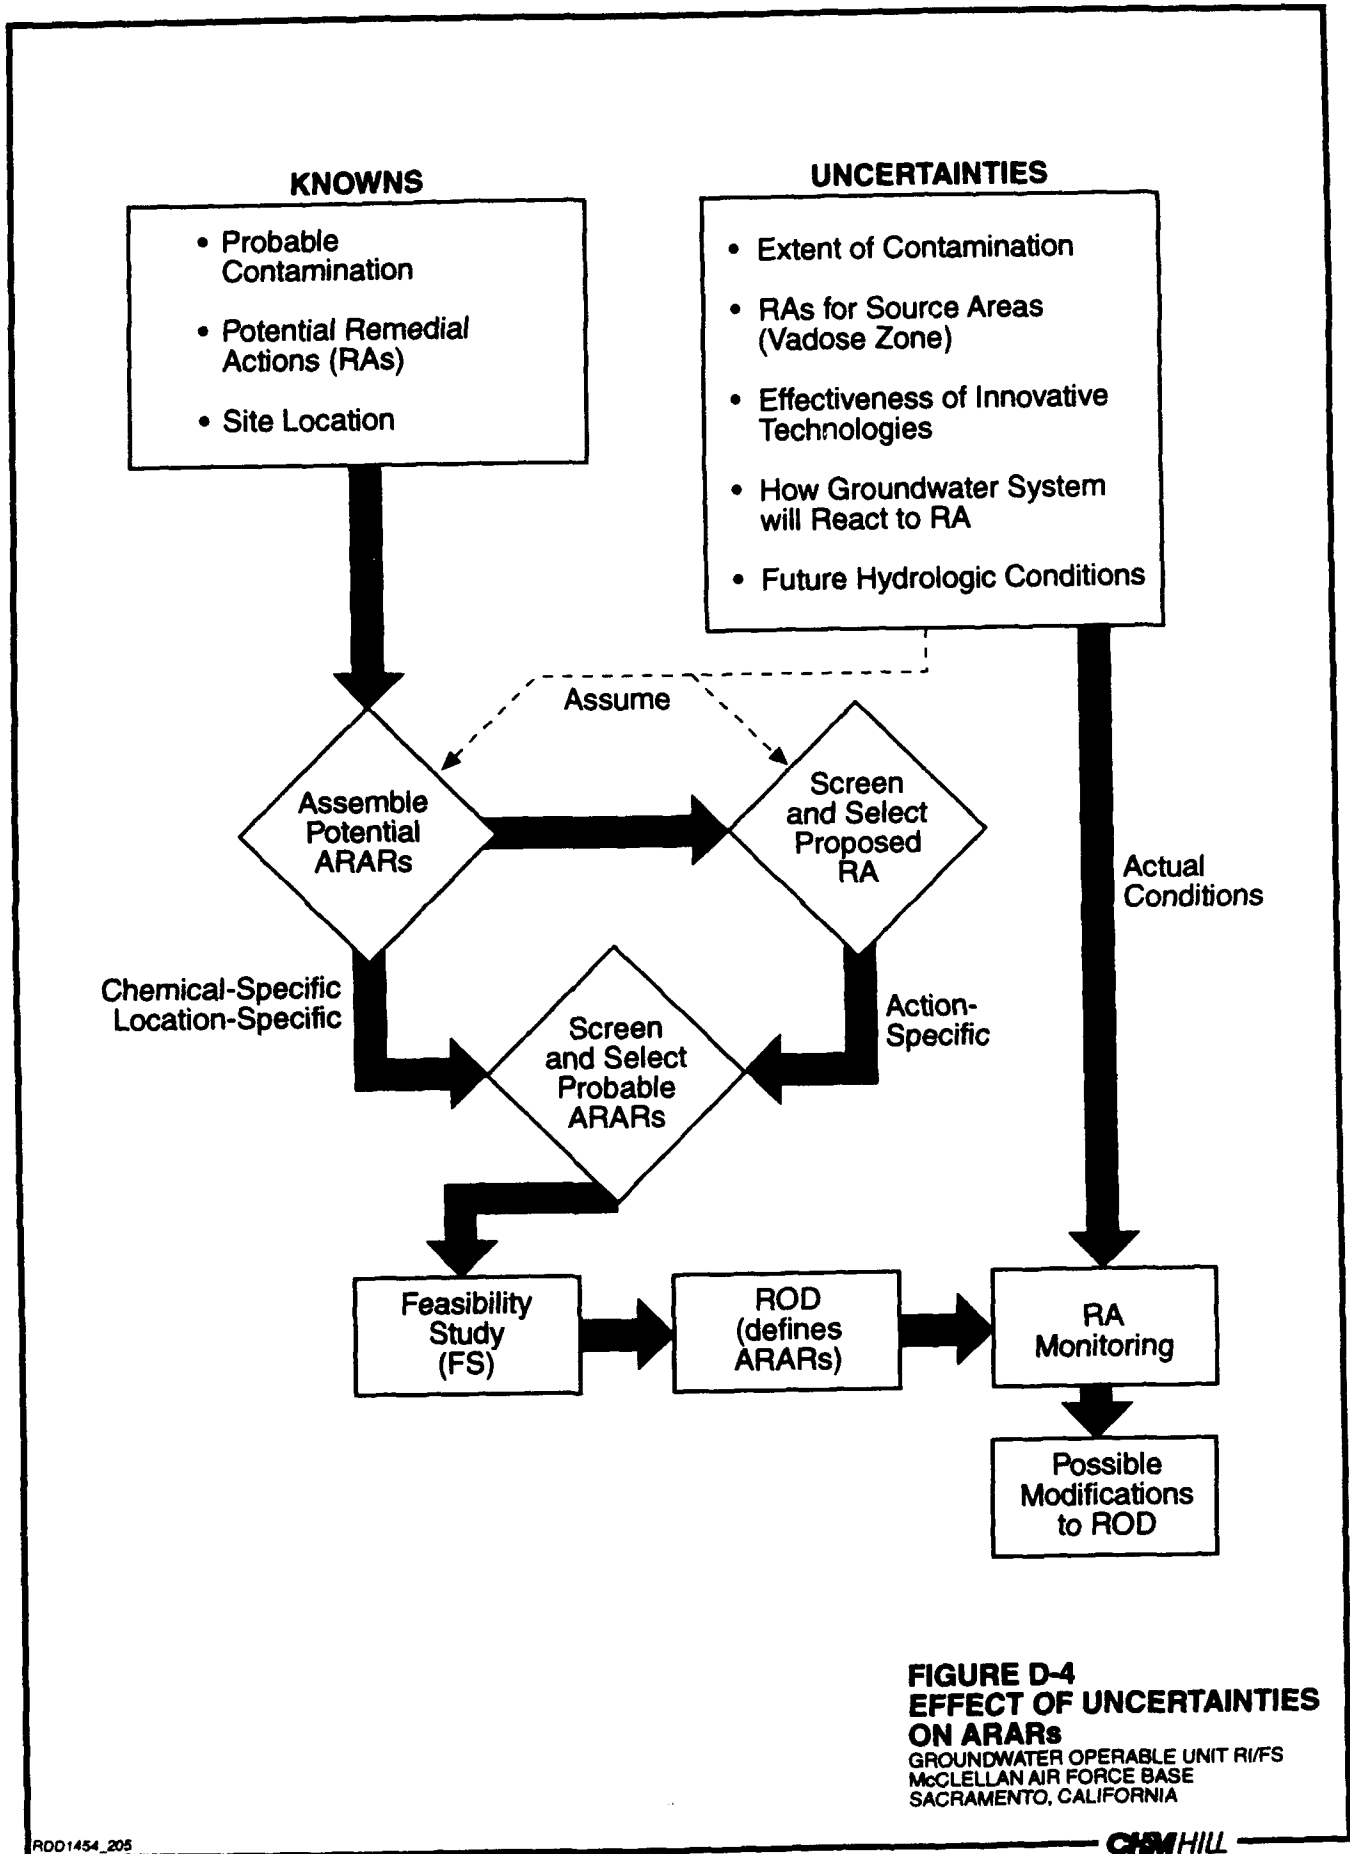 KNOWNS
• Probable
Contamination
• Potential Remedial
Actions (RAs)
• Site Location
UNCERTAINTIES
• Extent of Contamination
• RAs for Source Areas
(Vadose Zone)
• Effectiveness of Innovative
Technologies
• How Groundwater System
will React to RA
• Future Hydrologic Conditions
Assume
Assemble
Potential
ARARs
Screen
and Select
Proposed
RA
Actual
Conditions
Chemical-Specific
Location-Specific
Screen
and Select
Probable
ARARs
Action-
Specific
Feasibility
Study
(FS)
ROD
(defines
ARARs)
RA
Monitoring
Possible
Modifications
to ROD
FIGURE D-4
EFFECT OF UNCERTAINTIES
ON ARARs
GROUNDWATER OPERABLE UNIT RI/FS
McCLELLAN AIR FORCE BASE
SACRAMENTO, CALIFORNIA
RDD1454_205
CH2M HILL